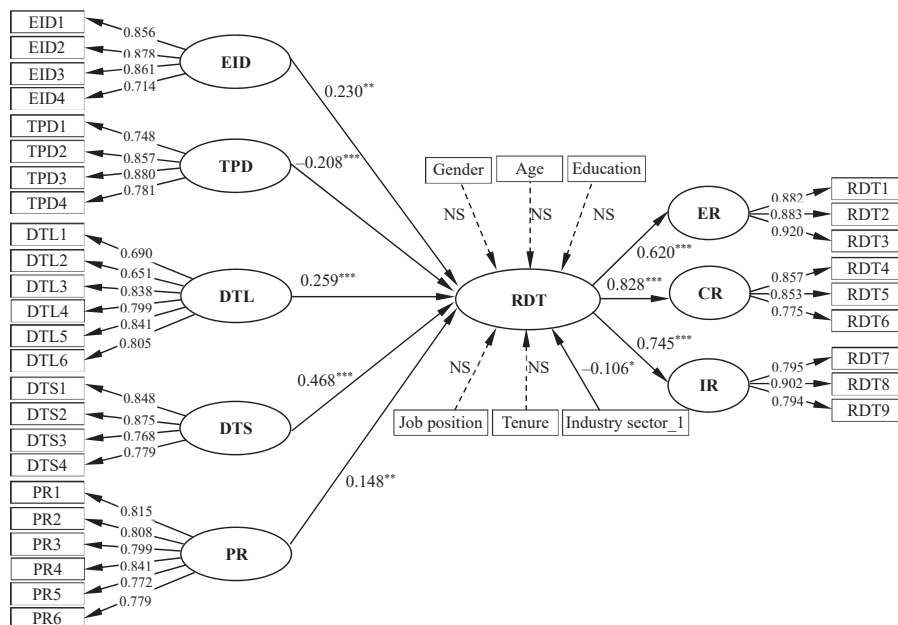 EID1
EID2
EID3
EID4
0.856
0.878
0.861
0.714
EID
0.230**
TPD1
TPD2
TPD3
TPD4
0.748
0.857
0.880
0.781
TPD
–0.208***
DTL1
DTL2
DTL3
DTL4
DTL5
DTL6
0.690
0.651
0.838
0.799
0.841
0.805
DTL
0.259***
DTS1
DTS2
DTS3
DTS4
0.848
0.875
0.768
0.779
DTS
0.468***
PR1
PR2
PR3
PR4
PR5
PR6
0.815
0.808
0.799
0.841
0.772
0.779
PR
0.148**
Gender
Age
Education
NS
NS
NS
RDT
NS
NS
–0.106*
Job position
Tenure
Industry sector_1
0.620***
0.828***
0.745***
ER
0.882
0.883
0.920
RDT1
RDT2
RDT3
CR
0.857
0.853
0.775
RDT4
RDT5
RDT6
IR
0.795
0.902
0.794
RDT7
RDT8
RDT9